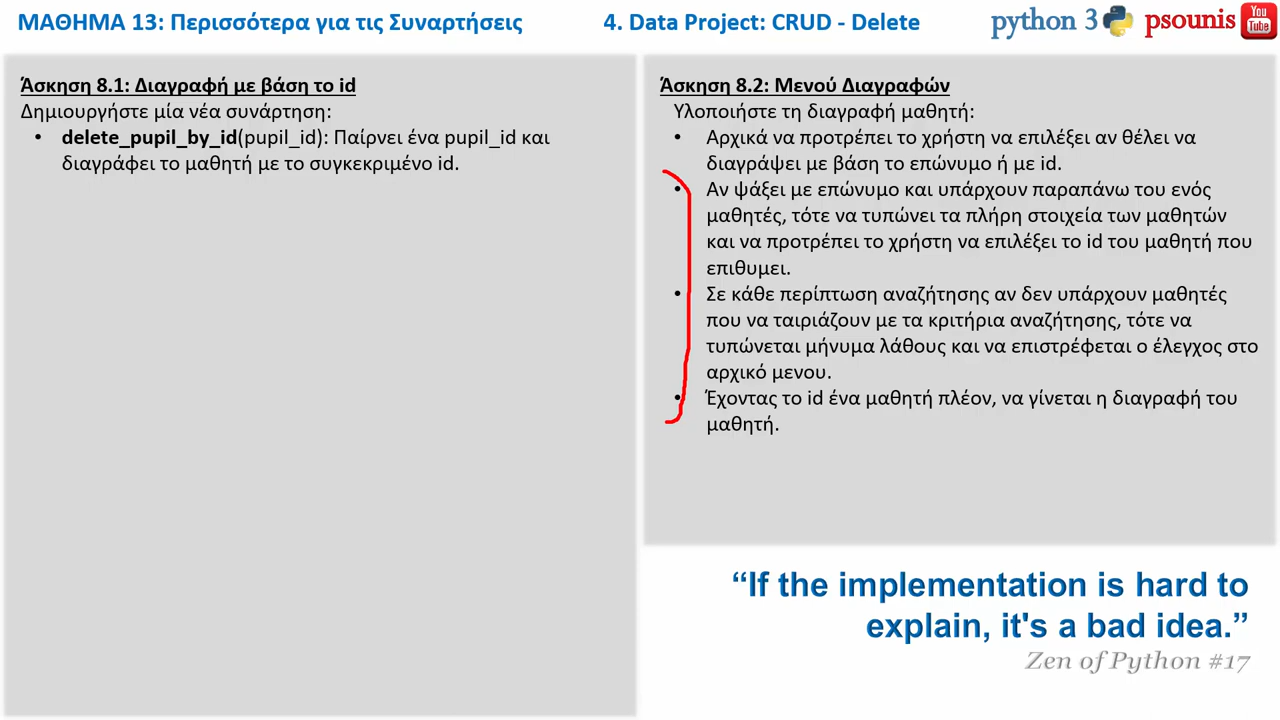 ΜΑΘΗΜΑ 13: Περισσότερα για τις Συναρτήσεις
4. Data Project: CRUD - Delete
python 3
psounis
You
Tube
Άσκηση 8.1: Διαγραφή με βάση το id
Δημιουργήστε μία νέα συνάρτηση:
• delete_pupil_by_id(pupil_id): Παίρνει ένα pupil_id και
διαγράφει το μαθητή με το συγκεκριμένο id.
Άσκηση 8.2: Μενού Διαγραφών
Υλοποιήστε τη διαγραφή μαθητή:
• Αρχικά να προτρέπει το χρήστη να επιλέξει αν θέλει να
διαγράψει με βάση το επώνυμο ή με id.
• Αν ψάξει με επώνυμο και υπάρχουν παραπάνω του ενός
μαθητές, τότε να τυπώνει τα πλήρη στοιχεία των μαθητών
και να προτρέπει το χρήστη να επιλέξει το id του μαθητή που
επιθυμει.
• Σε κάθε περίπτωση αναζήτησης αν δεν υπάρχουν μαθητές
που να ταιριάζουν με τα κριτήρια αναζήτησης, τότε να
τυπώνεται μήνυμα λάθους και να επιστρέφεται ο έλεγχος στο
αρχικό μενου.
• Έχοντας το id ένα μαθητή πλέον, να γίνεται η διαγραφή του
μαθητή.
“If the implementation is hard to
explain, it's a bad idea.”
Zen of Python #17